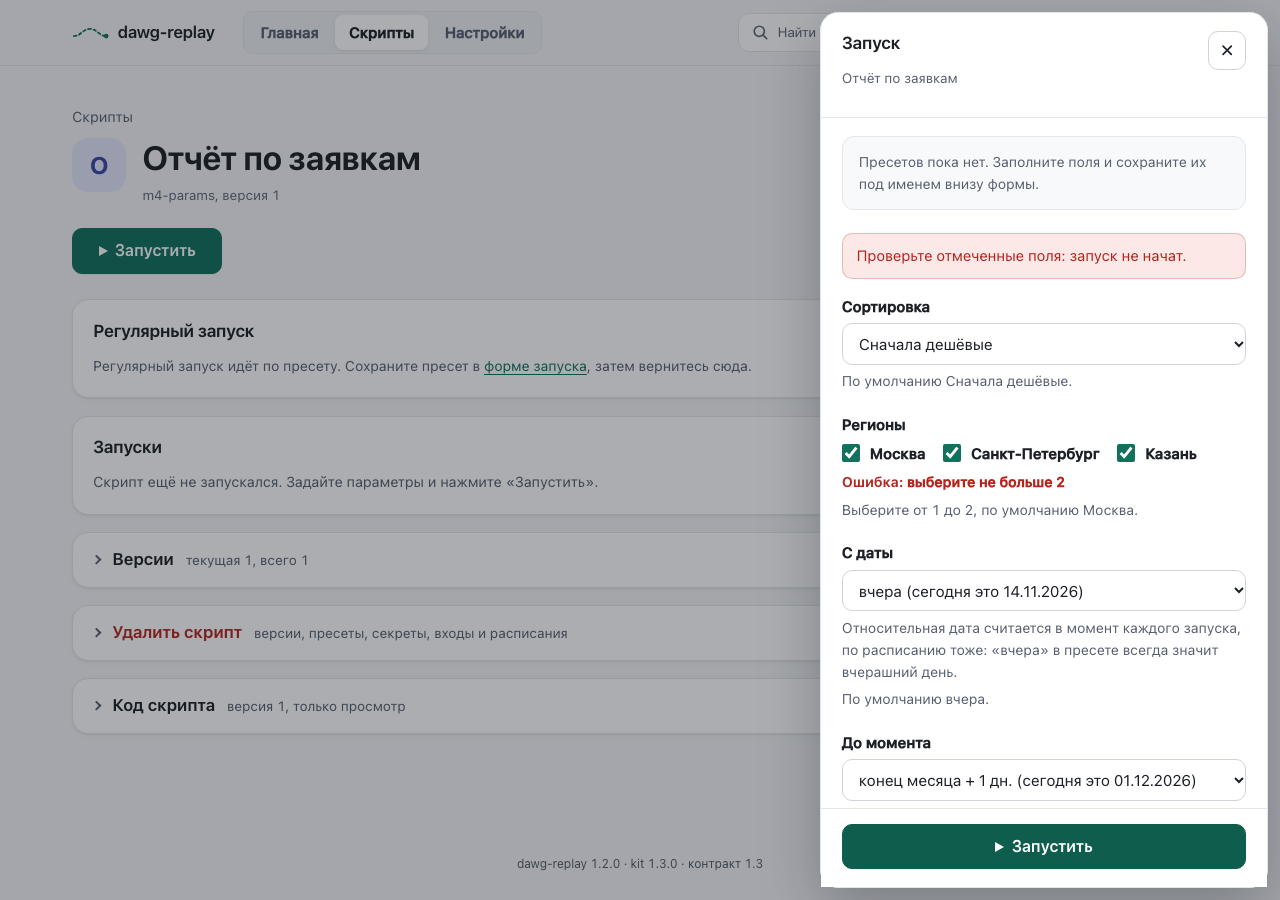 dawg-replay
Главная
Скрипты
Настройки
Найти
Скрипты
О
Отчёт по заявкам
m4-params, версия 1
Запустить
Регулярный запуск
Регулярный запуск идёт по пресету. Сохраните пресет в форме запуска, затем вернитесь сюда.
Запуски
Скрипт ещё не запускался. Задайте параметры и нажмите «Запустить».
Версии текущая 1, всего 1
Удалить скрипт версии, пресеты, секреты, входы и расписания
Код скрипта версия 1, только просмотр
dawg-replay 1.2.0 · kit 1.3.0 · контракт 1.3
Запуск
Отчёт по заявкам
Пресетов пока нет. Заполните поля и сохраните их
под именем внизу формы.
Проверьте отмеченные поля: запуск не начат.
Сортировка
Сначала дешёвые
По умолчанию Сначала дешёвые.
Регионы
Москва Санкт-Петербург Казань
Ошибка: выберите не больше 2
Выберите от 1 до 2, по умолчанию Москва.
С даты
вчера (сегодня это 14.11.2026)
Относительная дата считается в момент каждого запуска,
по расписанию тоже: «вчера» в пресете всегда значит
вчерашний день.
По умолчанию вчера.
До момента
конец месяца + 1 дн. (сегодня это 01.12.2026)
Запустить